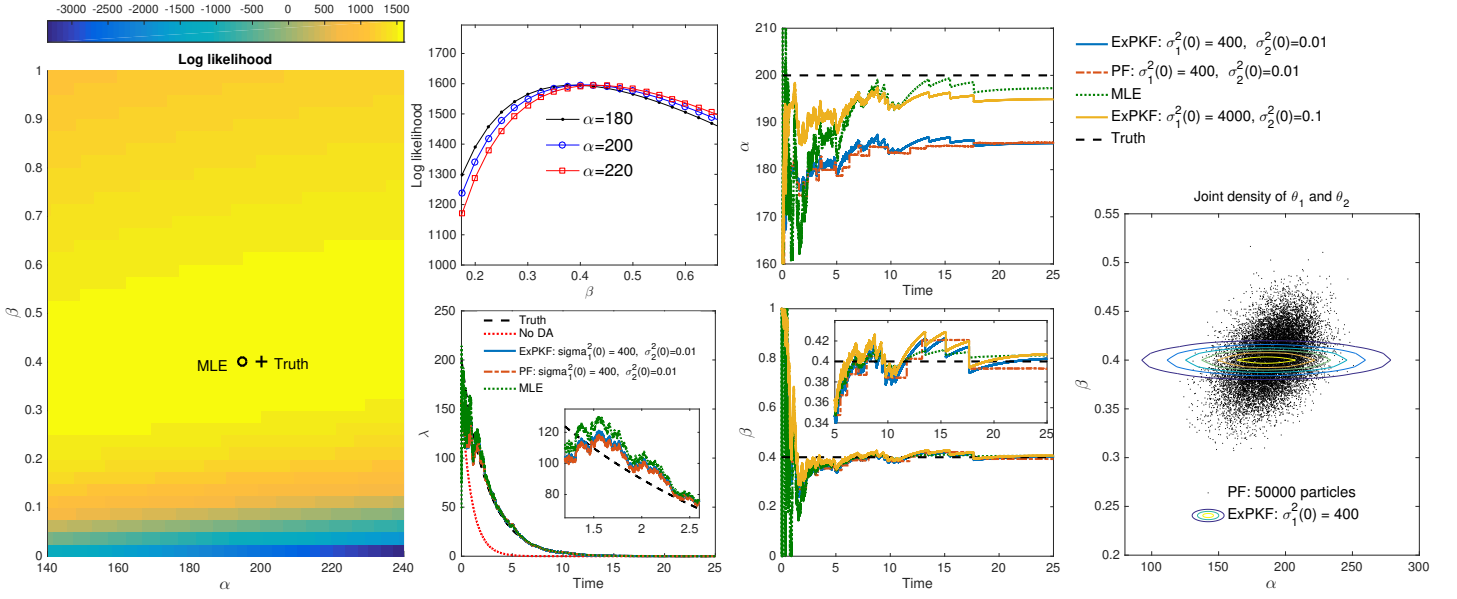 -3000 -2500 -2000 -1500 -1000 -500 0 500 1000 1500
Log likelihood
1
0.9
0.8
0.7
0.6
0.5
0.4
0.3
0.2
0.1
0
β
MLE
Truth
140 160 180 200 220 240
α
1700
1600
1500
1400
1300
1200
1100
1000
Log likelihood
α=180
α=200
α=220
0.2 0.3 0.4 0.5 0.6
β
250
200
150
100
50
0
λ
Truth
No DA
ExPKF: sigma₁²(0) = 400, σ₂²(0)=0.01
PF: sigma₁²(0) = 400, σ₂²(0)=0.01
MLE
120
100
80
1.5 2 2.5
0 5 10 15 20 25
Time
210
200
190
180
170
160
α
0 5 10 15 20 25
Time
ExPKF: σ₁²(0) = 400, σ₂²(0)=0.01
PF: σ₁²(0) = 400, σ₂²(0)=0.01
MLE
ExPKF: σ₁²(0) = 4000, σ₂²(0)=0.1
Truth
1
0.8
0.6
0.4
0.2
0
β
0.42
0.4
0.38
0.36
0.34
5 10 15 20 25
0 5 10 15 20 25
Time
Joint density of θ₁ and θ₂
0.55
0.5
0.45
0.4
0.35
0.3
0.2
β
PF: 50000 particles
ExPKF: σ₁²(0) = 400
100 150 200 250 300
α